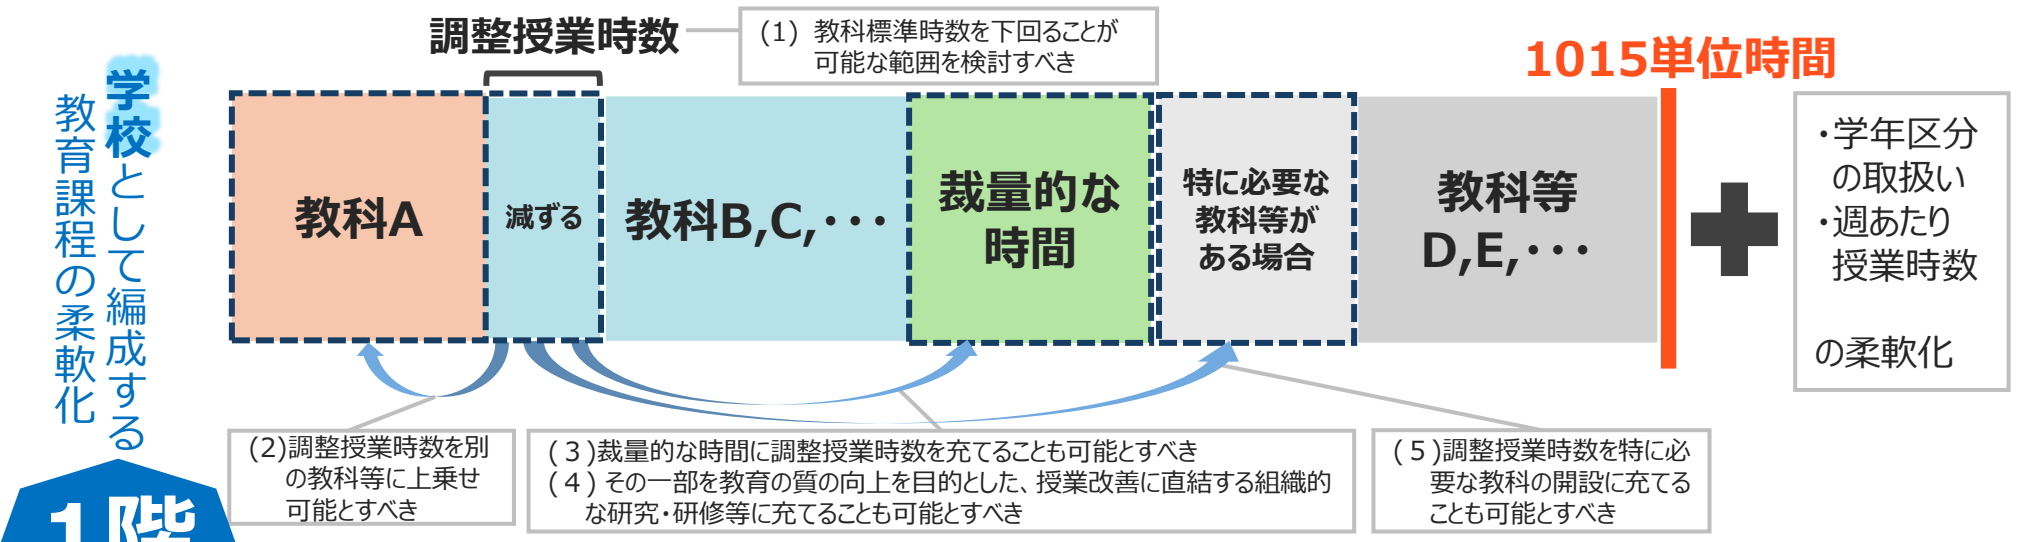 学校として編成する
教育課程の柔軟化
1階
調整授業時数
(1) 教科標準時数を下回ることが
可能な範囲を検討すべき
1015単位時間
教科A
減ずる
教科B,C,・・・
裁量的な
時間
特に必要な
教科等が
ある場合
教科等
D,E,・・・
・学年区分
の取扱い
・週あたり
授業時数
の柔軟化
(2)調整授業時数を別
の教科等に上乗せ
可能とすべき
(３)裁量的な時間に調整授業時数を充てることも可能とすべき
(４) その一部を教育の質の向上を目的とした、授業改善に直結する組織的
な研究・研修等に充てることも可能とすべき
(５)調整授業時数を特に必
要な教科の開設に充てる
ことも可能とすべき